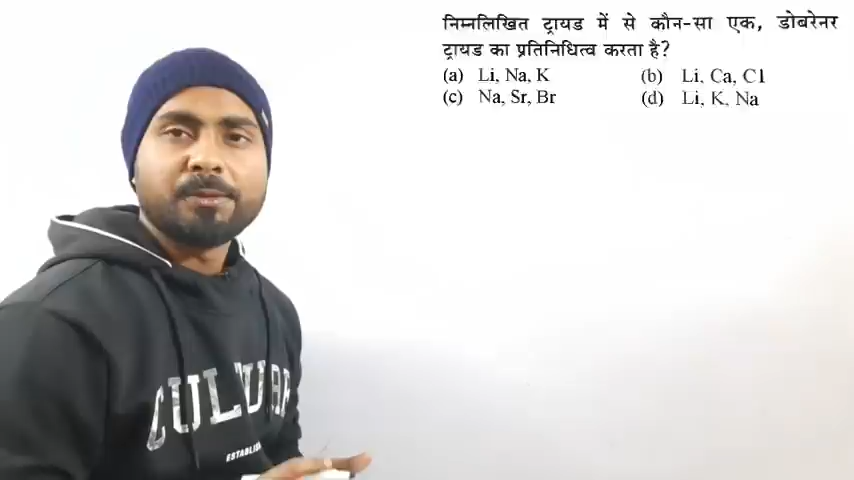 निम्नलिखित ट्रायड में से कौन-सा एक, डोबरेनर
ट्रायड का प्रतिनिधित्व करता है?
(a) Li, Na, K (b) Li, Ca, Cl
(c) Na, Sr, Br (d) Li, K, Na
CULTURE